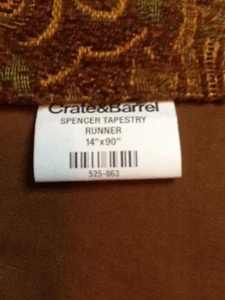 Crate&Barrel
SPENCER TAPESTRY
RUNNER
14"x90"
525-863